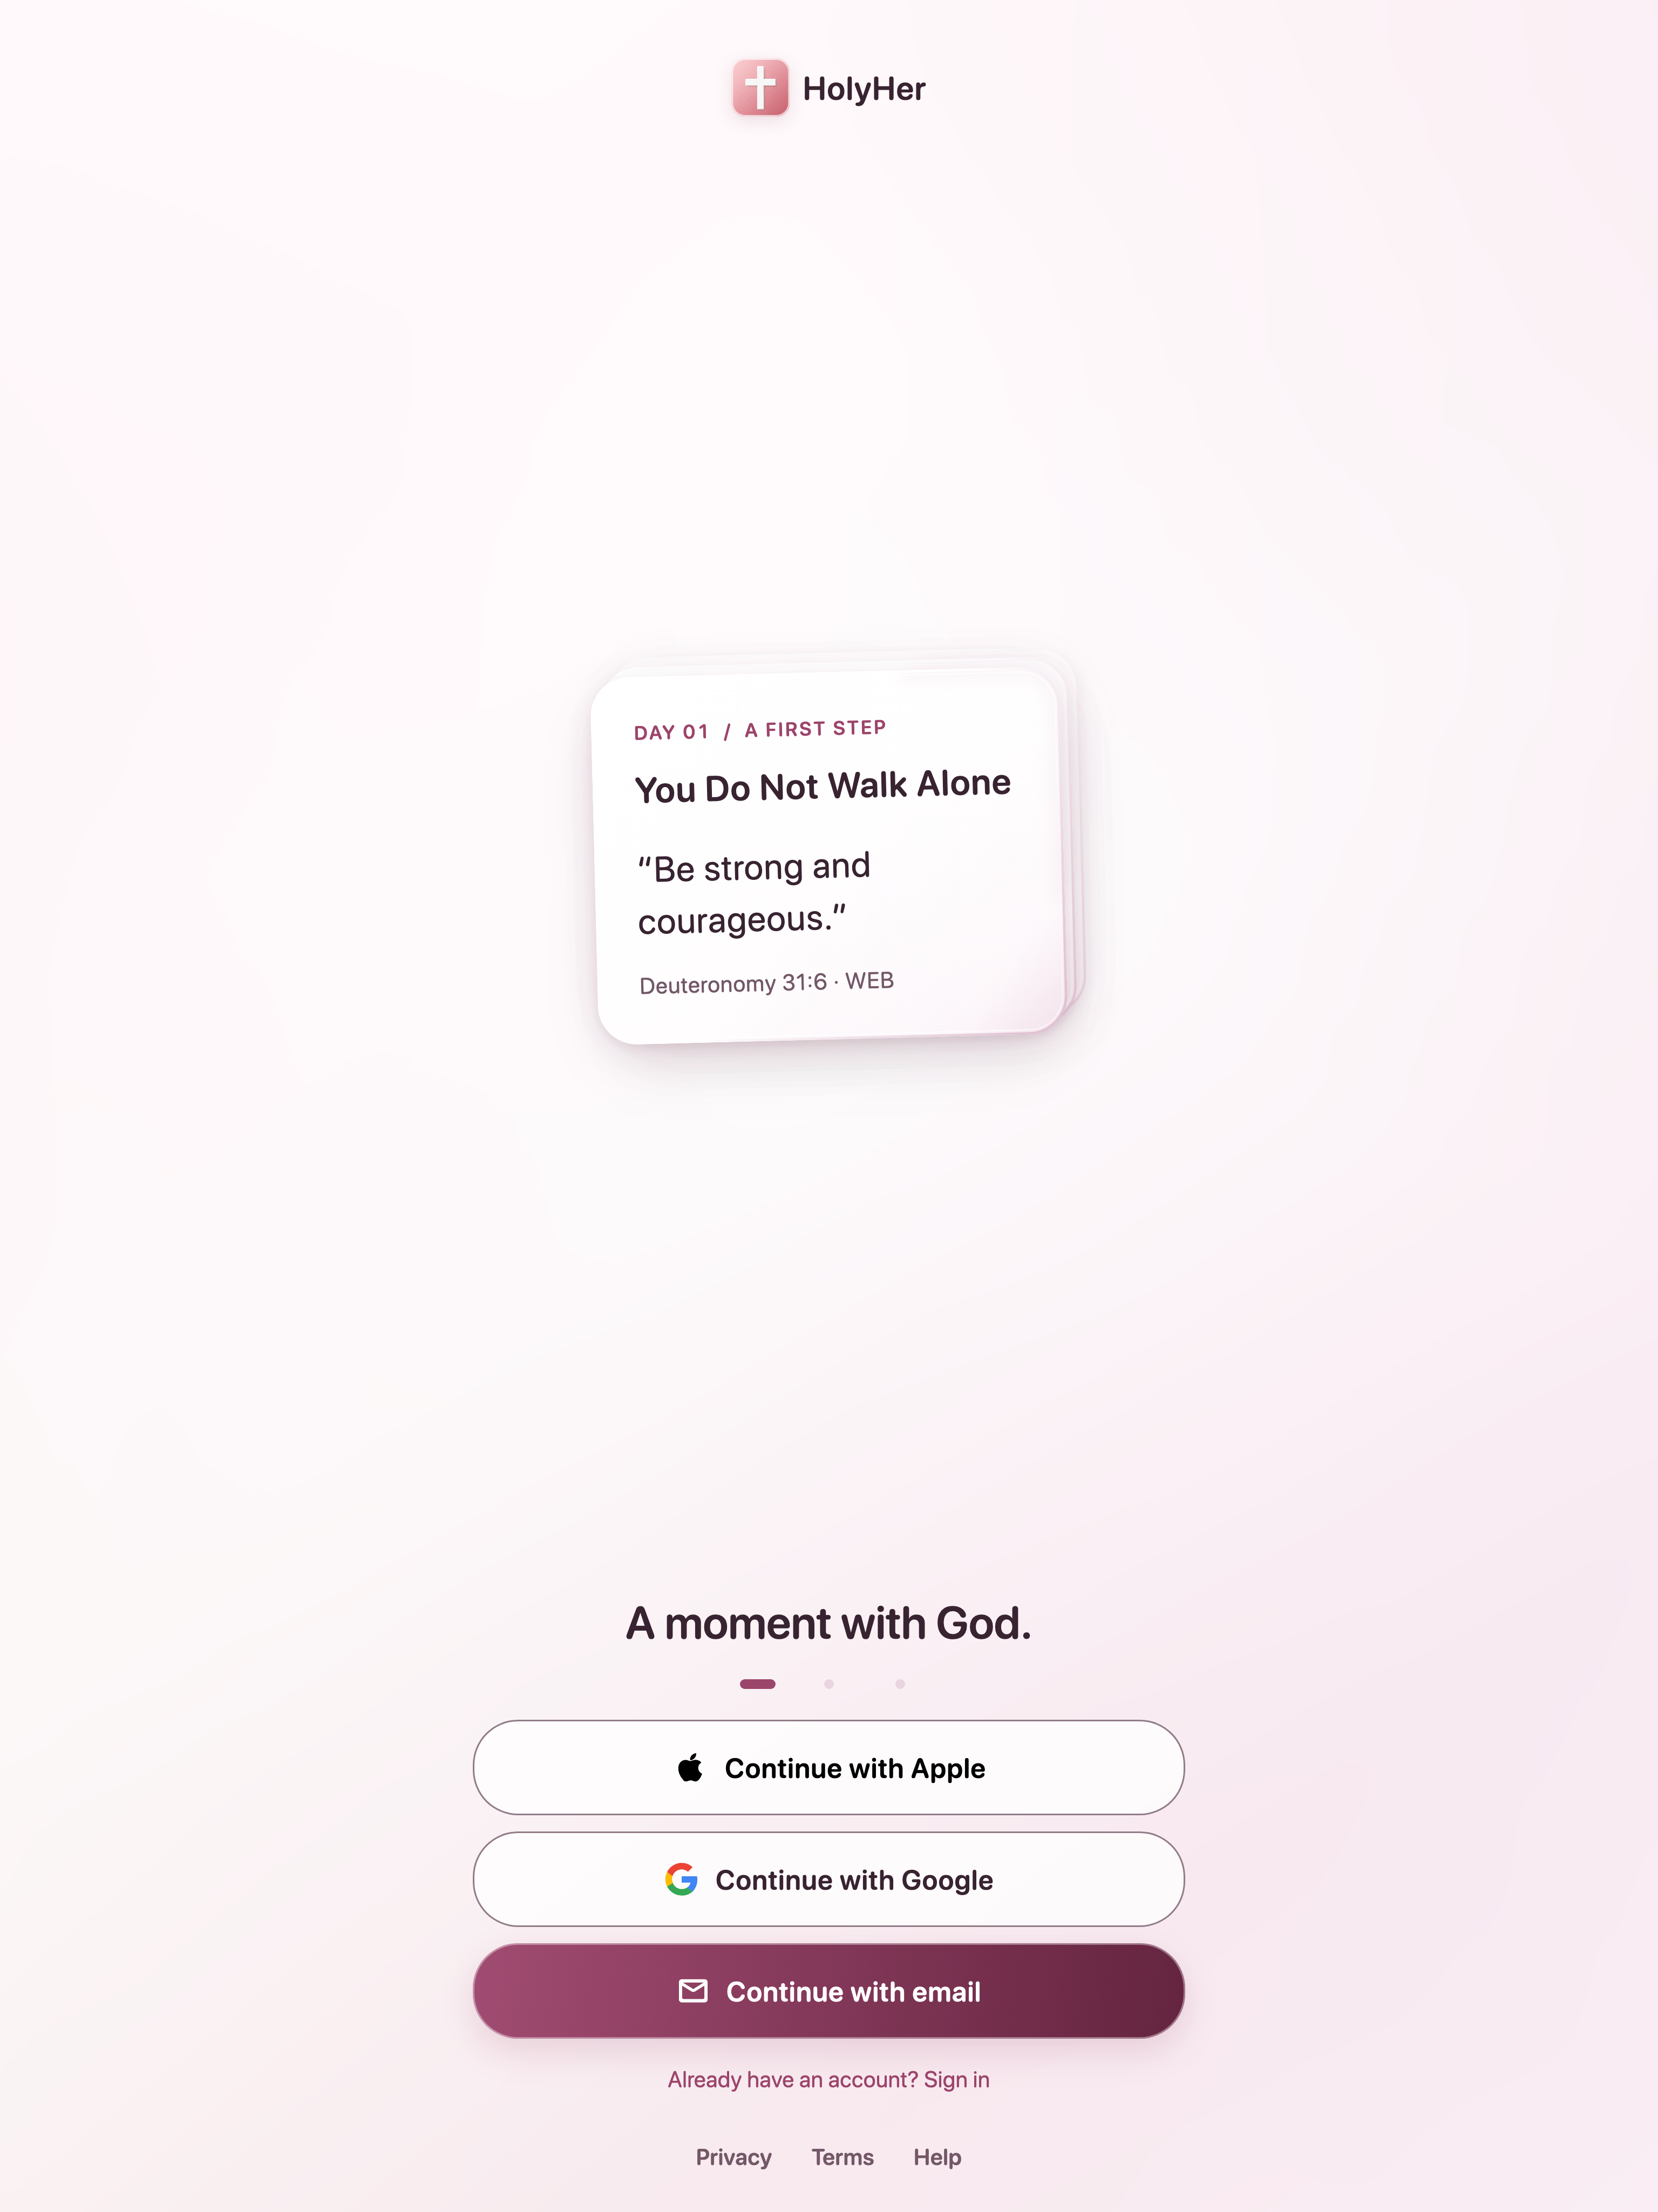 HolyHer
DAY 01 / A FIRST STEP
You Do Not Walk Alone
“Be strong and
courageous.”
Deuteronomy 31:6 · WEB
A moment with God.
Continue with Apple
Continue with Google
Continue with email
Already have an account? Sign in
Privacy Terms Help